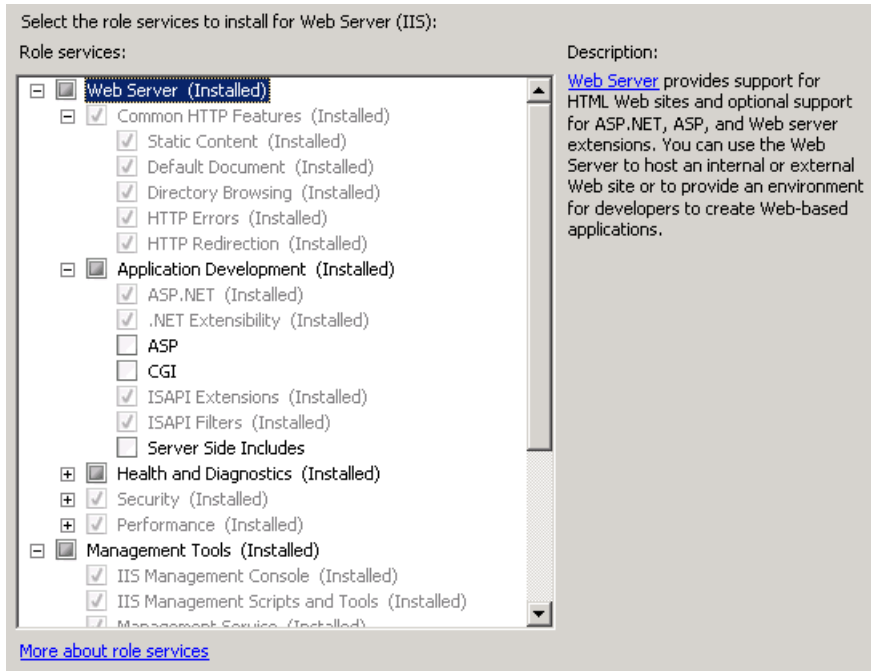 Select the role services to install for Web Server (IIS):
Role services:
Web Server (Installed)
Common HTTP Features (Installed)
Static Content (Installed)
Default Document (Installed)
Directory Browsing (Installed)
HTTP Errors (Installed)
HTTP Redirection (Installed)
Application Development (Installed)
ASP.NET (Installed)
.NET Extensibility (Installed)
ASP
CGI
ISAPI Extensions (Installed)
ISAPI Filters (Installed)
Server Side Includes
Health and Diagnostics (Installed)
Security (Installed)
Performance (Installed)
Management Tools (Installed)
IIS Management Console (Installed)
IIS Management Scripts and Tools (Installed)
Management Service (Installed)
More about role services
Description:
Web Server provides support for
HTML Web sites and optional support
for ASP.NET, ASP, and Web server
extensions. You can use the Web
Server to host an internal or external
Web site or to provide an environment
for developers to create Web-based
applications.